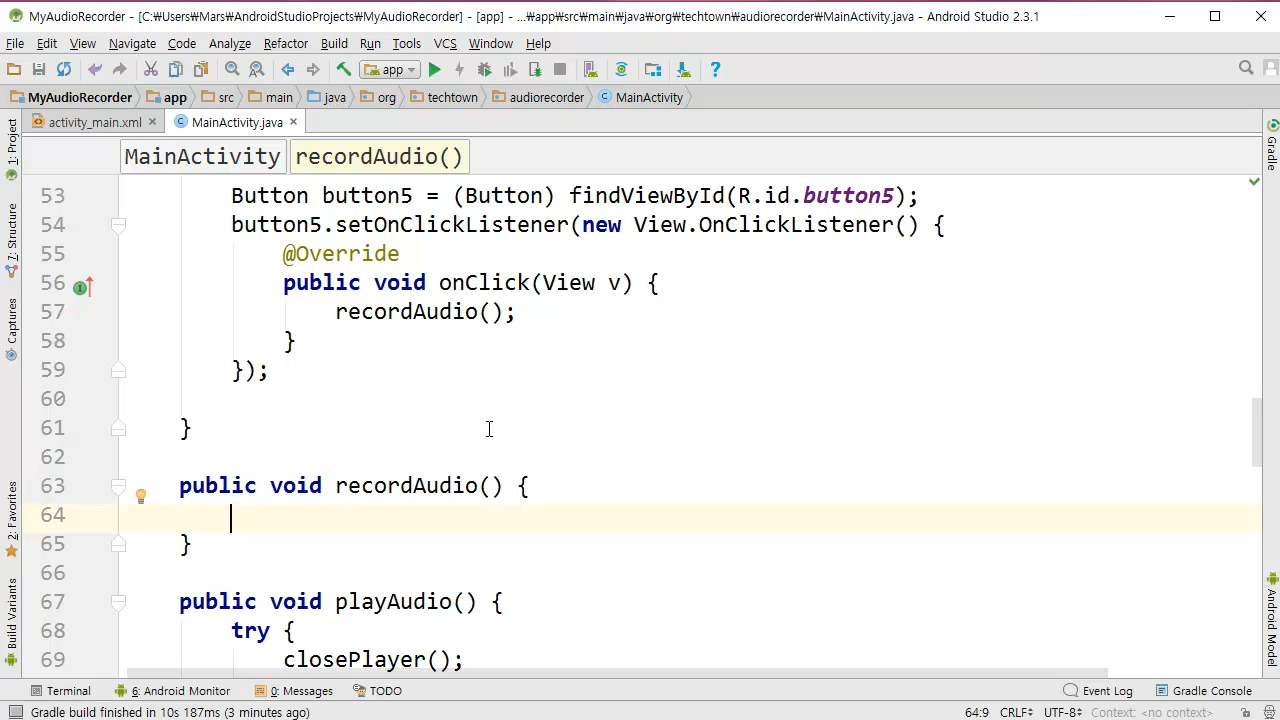 MyAudioRecorder - [C:₩Users₩Mars₩AndroidStudioProjects₩MyAudioRecorder] - [app] - ...₩app₩src₩main₩java₩org₩techtown₩audiorecorder₩MainActivity.java - Android Studio 2.3.1
File Edit View Navigate Code Analyze Refactor Build Run Tools VCS Window Help
app
MyAudioRecorder app src main java org techtown audiorecorder MainActivity
activity_main.xml MainActivity.java
MainActivity recordAudio()
53 Button button5 = (Button) findViewById(R.id.button5);
54 button5.setOnClickListener(new View.OnClickListener() {
55 @Override
56 public void onClick(View v) {
57 recordAudio();
58 }
59 });
60
61 }
62
63 public void recordAudio() {
64
65 }
66
67 public void playAudio() {
68 try {
69 closePlayer();
1: Project
7: Structure
Captures
2: Favorites
Build Variants
Gradle
Android Model
Terminal 6: Android Monitor 0: Messages TODO Event Log Gradle Console
Gradle build finished in 10s 187ms (3 minutes ago) 64:9 CRLF UTF-8 Context: <no context>